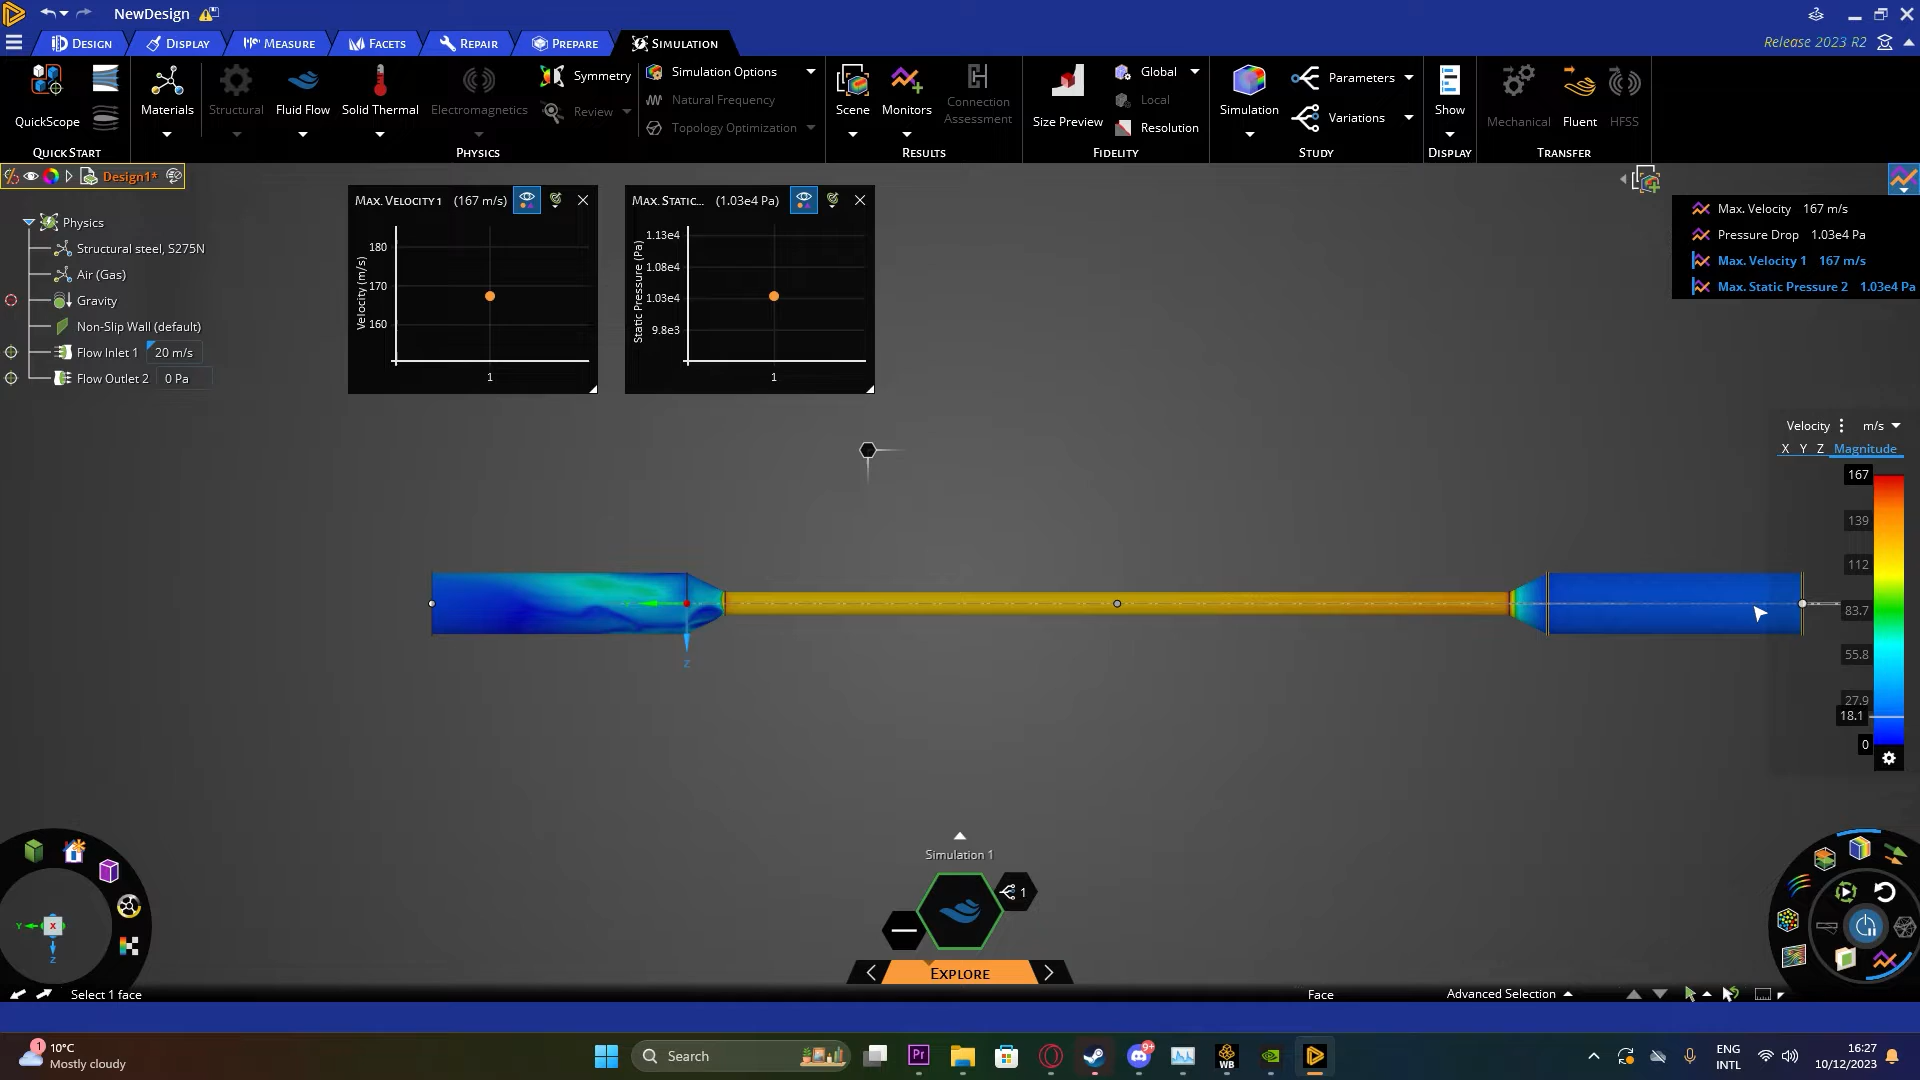 NewDesign
DESIGN
DISPLAY
MEASURE
FACETS
REPAIR
PREPARE
SIMULATION
Release 2023 R2
QuickScope
Materials
Structural
Fluid Flow
Solid Thermal
Electromagnetics
Symmetry
Review
Simulation Options
Natural Frequency
Topology Optimization
Scene
Monitors
Connection
Assessment
Size Preview
Global
Local
Resolution
Simulation
Parameters
Variations
Show
Mechanical
Fluent
HFSS
QUICK START
PHYSICS
RESULTS
FIDELITY
STUDY
DISPLAY
TRANSFER
Design1*
Physics
Structural steel, S275N
Air (Gas)
Gravity
Non-Slip Wall (default)
Flow Inlet 1 20 m/s
Flow Outlet 2 0 Pa
MAX. VELOCITY 1 (167 m/s)
Velocity (m/s)
180
170
160
1
MAX. STATIC... (1.03e4 Pa)
Static Pressure (Pa)
1.13e4
1.08e4
1.03e4
9.8e3
1
Max. Velocity 167 m/s
Pressure Drop 1.03e4 Pa
Max. Velocity 1 167 m/s
Max. Static Pressure 2 1.03e4 Pa
Velocity m/s
X Y Z Magnitude
167
139
112
83.7
55.8
27.9
18.1
0
Z
Simulation 1
1
EXPLORE
Y
X
Z
Select 1 face
Face
Advanced Selection
1
10°C
Mostly cloudy
Search
Pr
9+
WB
ENG
INTL
16:27
10/12/2023